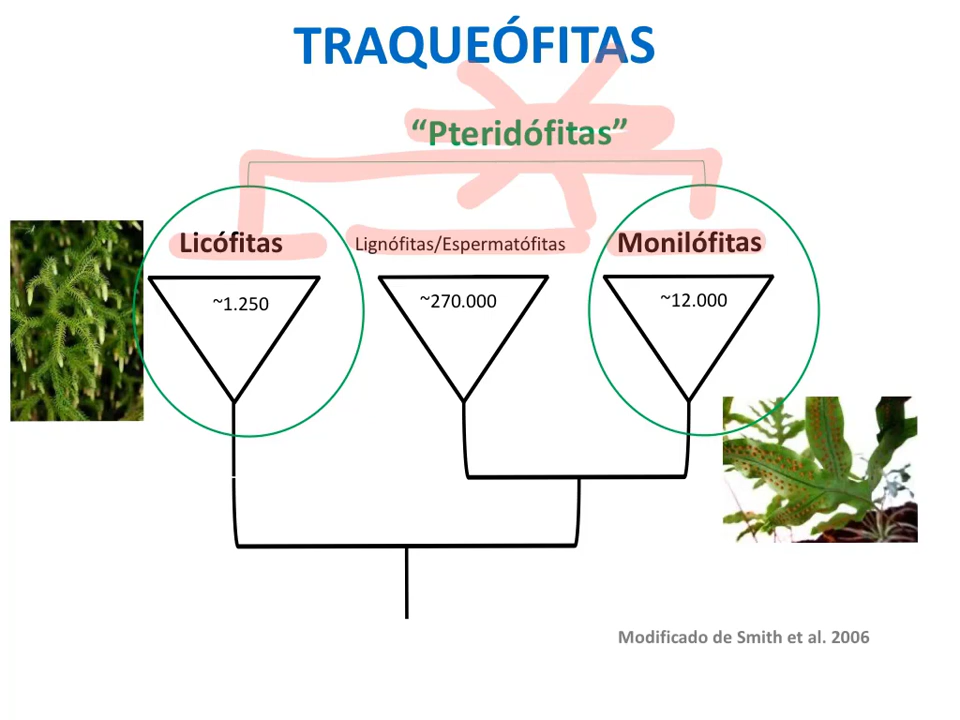 TRAQUEÓFITAS
“Pteridófitas”
Licófitas
Lignófitas/Espermatófitas
Monilófitas
~1.250
~270.000
~12.000
Modificado de Smith et al. 2006